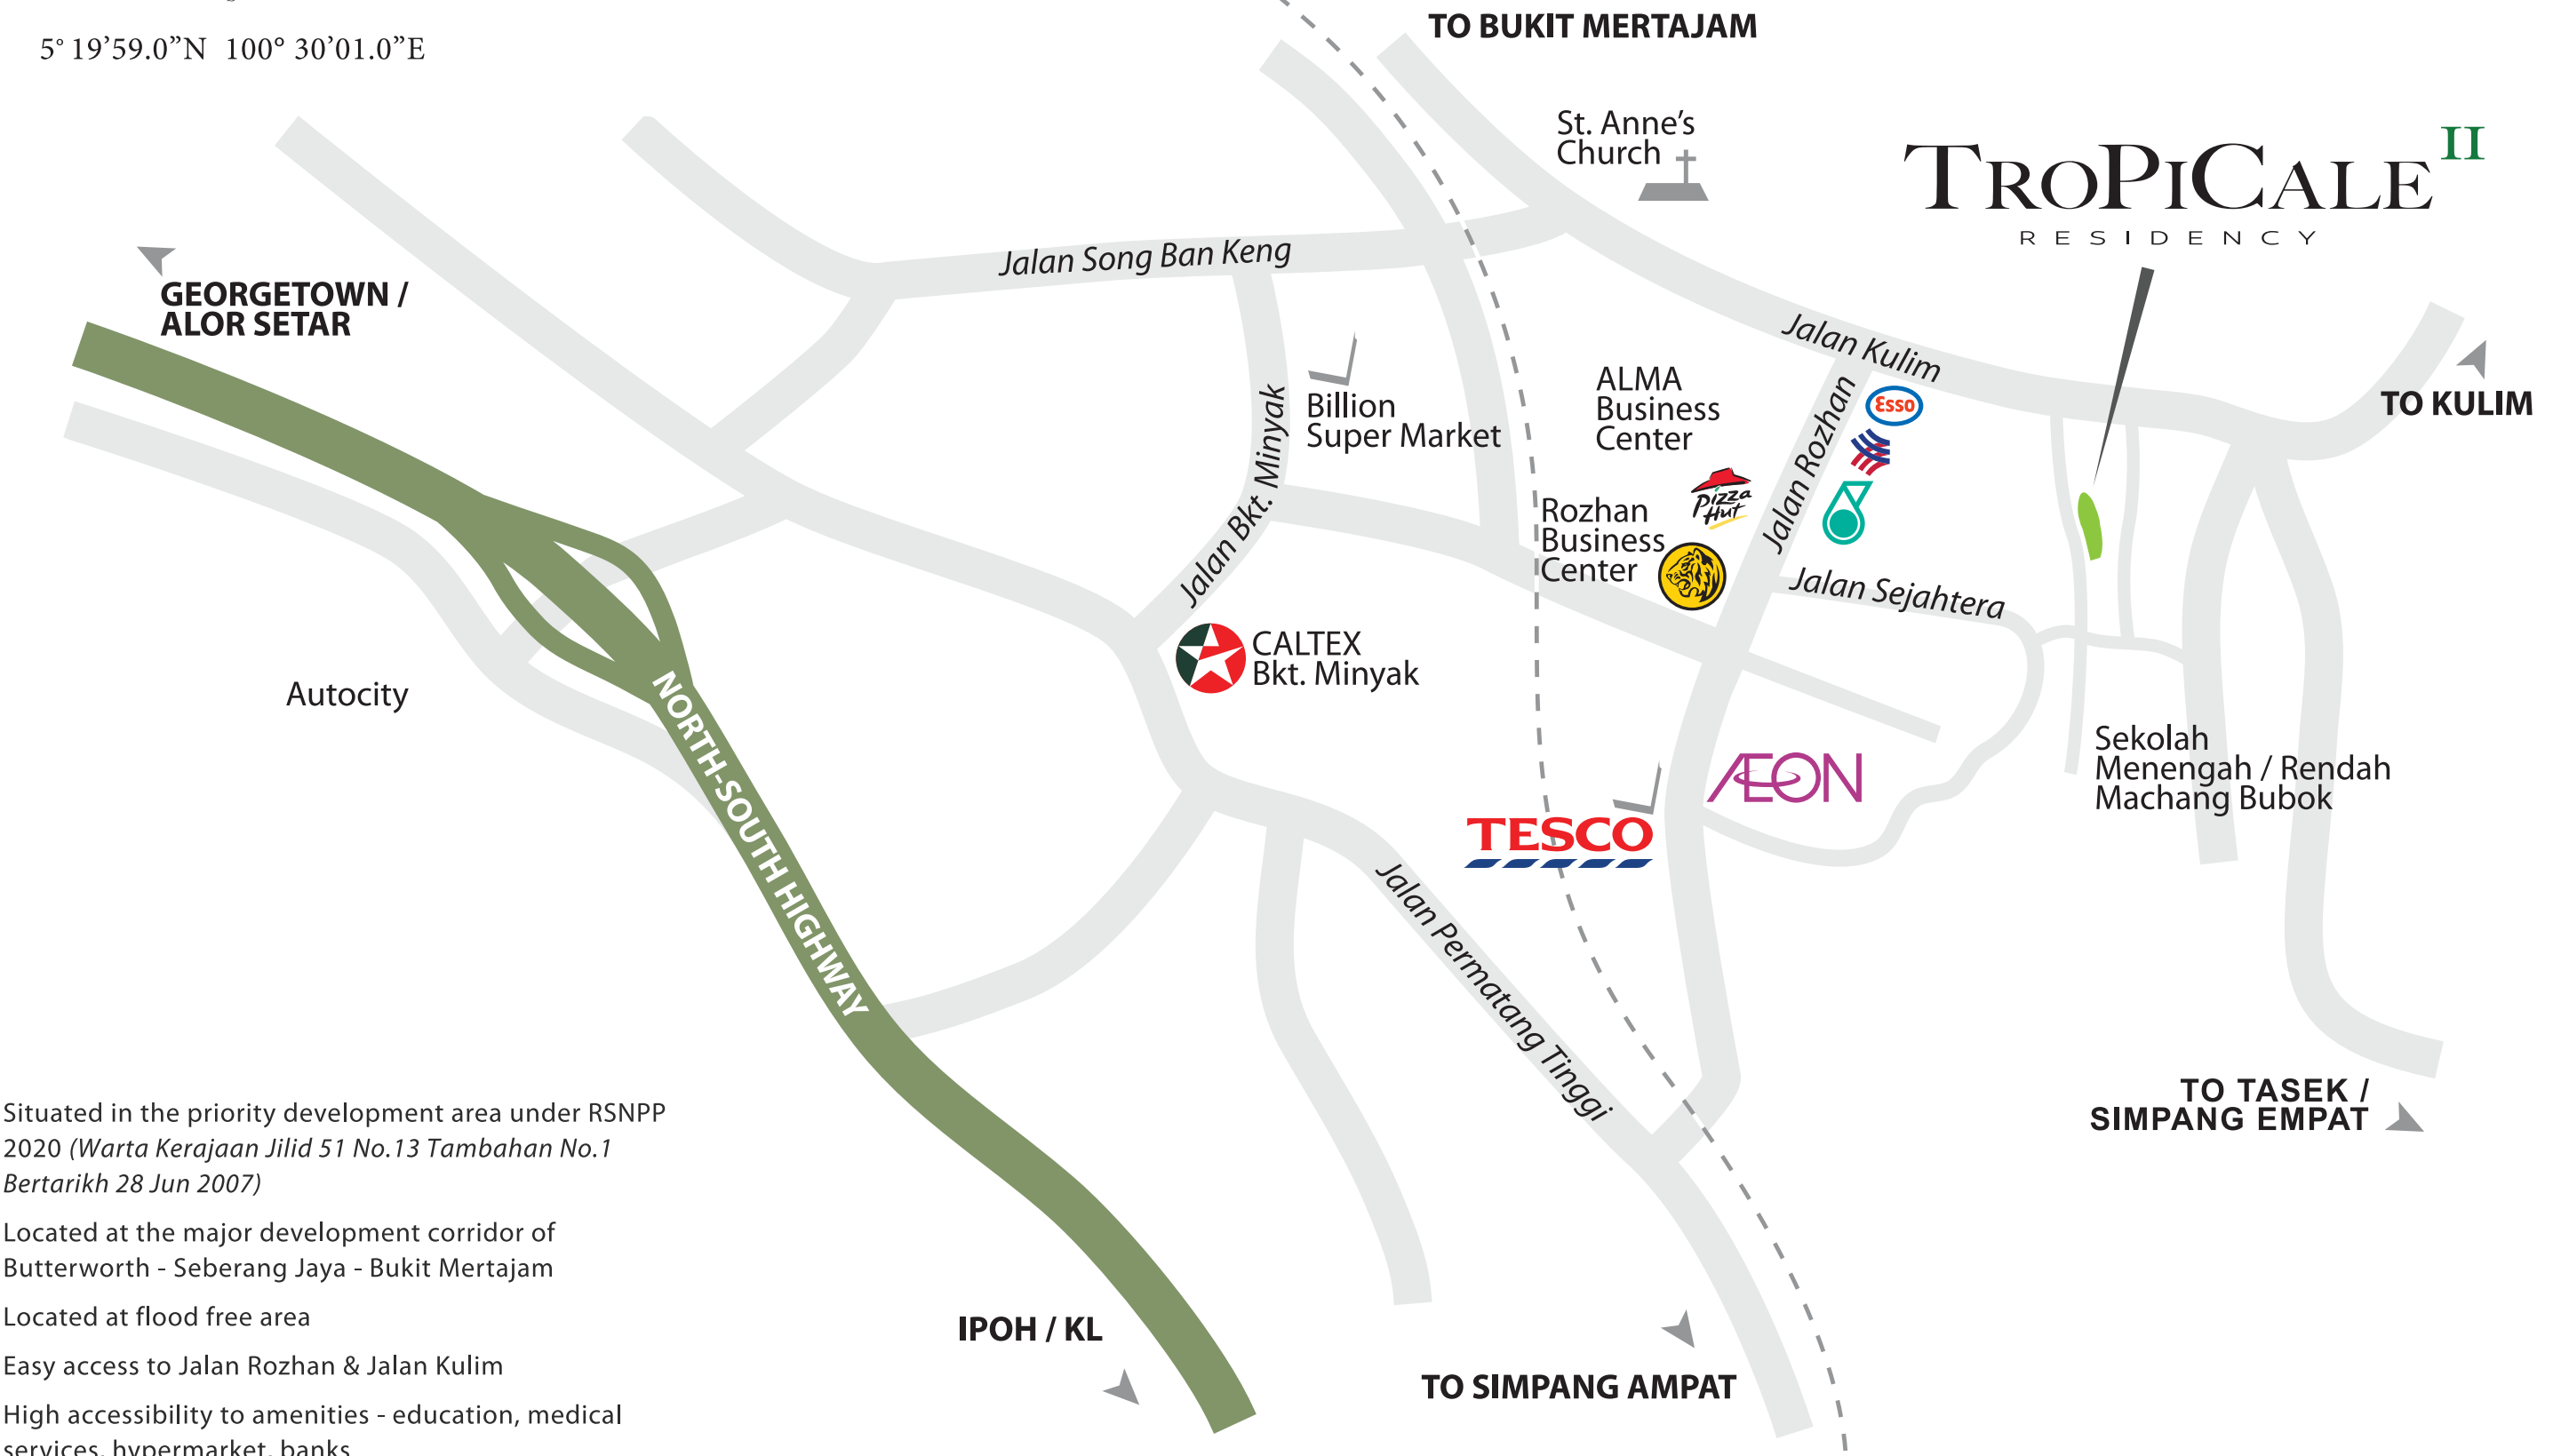 5° 19’59.0”N 100° 30’01.0”E
TO BUKIT MERTAJAM
St. Anne’s
Church
TROPICALE II
RESIDENCY
Jalan Song Ban Keng
GEORGETOWN /
ALOR SETAR
Jalan Kulim
TO KULIM
ALMA
Business
Center
Jalan Rozhan
Esso
Billion
Super Market
Jalan Bkt. Minyak
Pizza
Hut
Rozhan
Business
Center
Jalan Sejahtera
CALTEX
Bkt. Minyak
Autocity
NORTH-SOUTH HIGHWAY
Sekolah
Menengah / Rendah
Machang Bubok
ÆON
TESCO
Jalan Permatang Tinggi
TO TASEK /
SIMPANG EMPAT
Situated in the priority development area under RSNPP
2020 (Warta Kerajaan Jilid 51 No.13 Tambahan No.1
Bertarikh 28 Jun 2007)
Located at the major development corridor of
Butterworth - Seberang Jaya - Bukit Mertajam
Located at flood free area
Easy access to Jalan Rozhan & Jalan Kulim
High accessibility to amenities - education, medical
services, hypermarket, banks
IPOH / KL
TO SIMPANG AMPAT